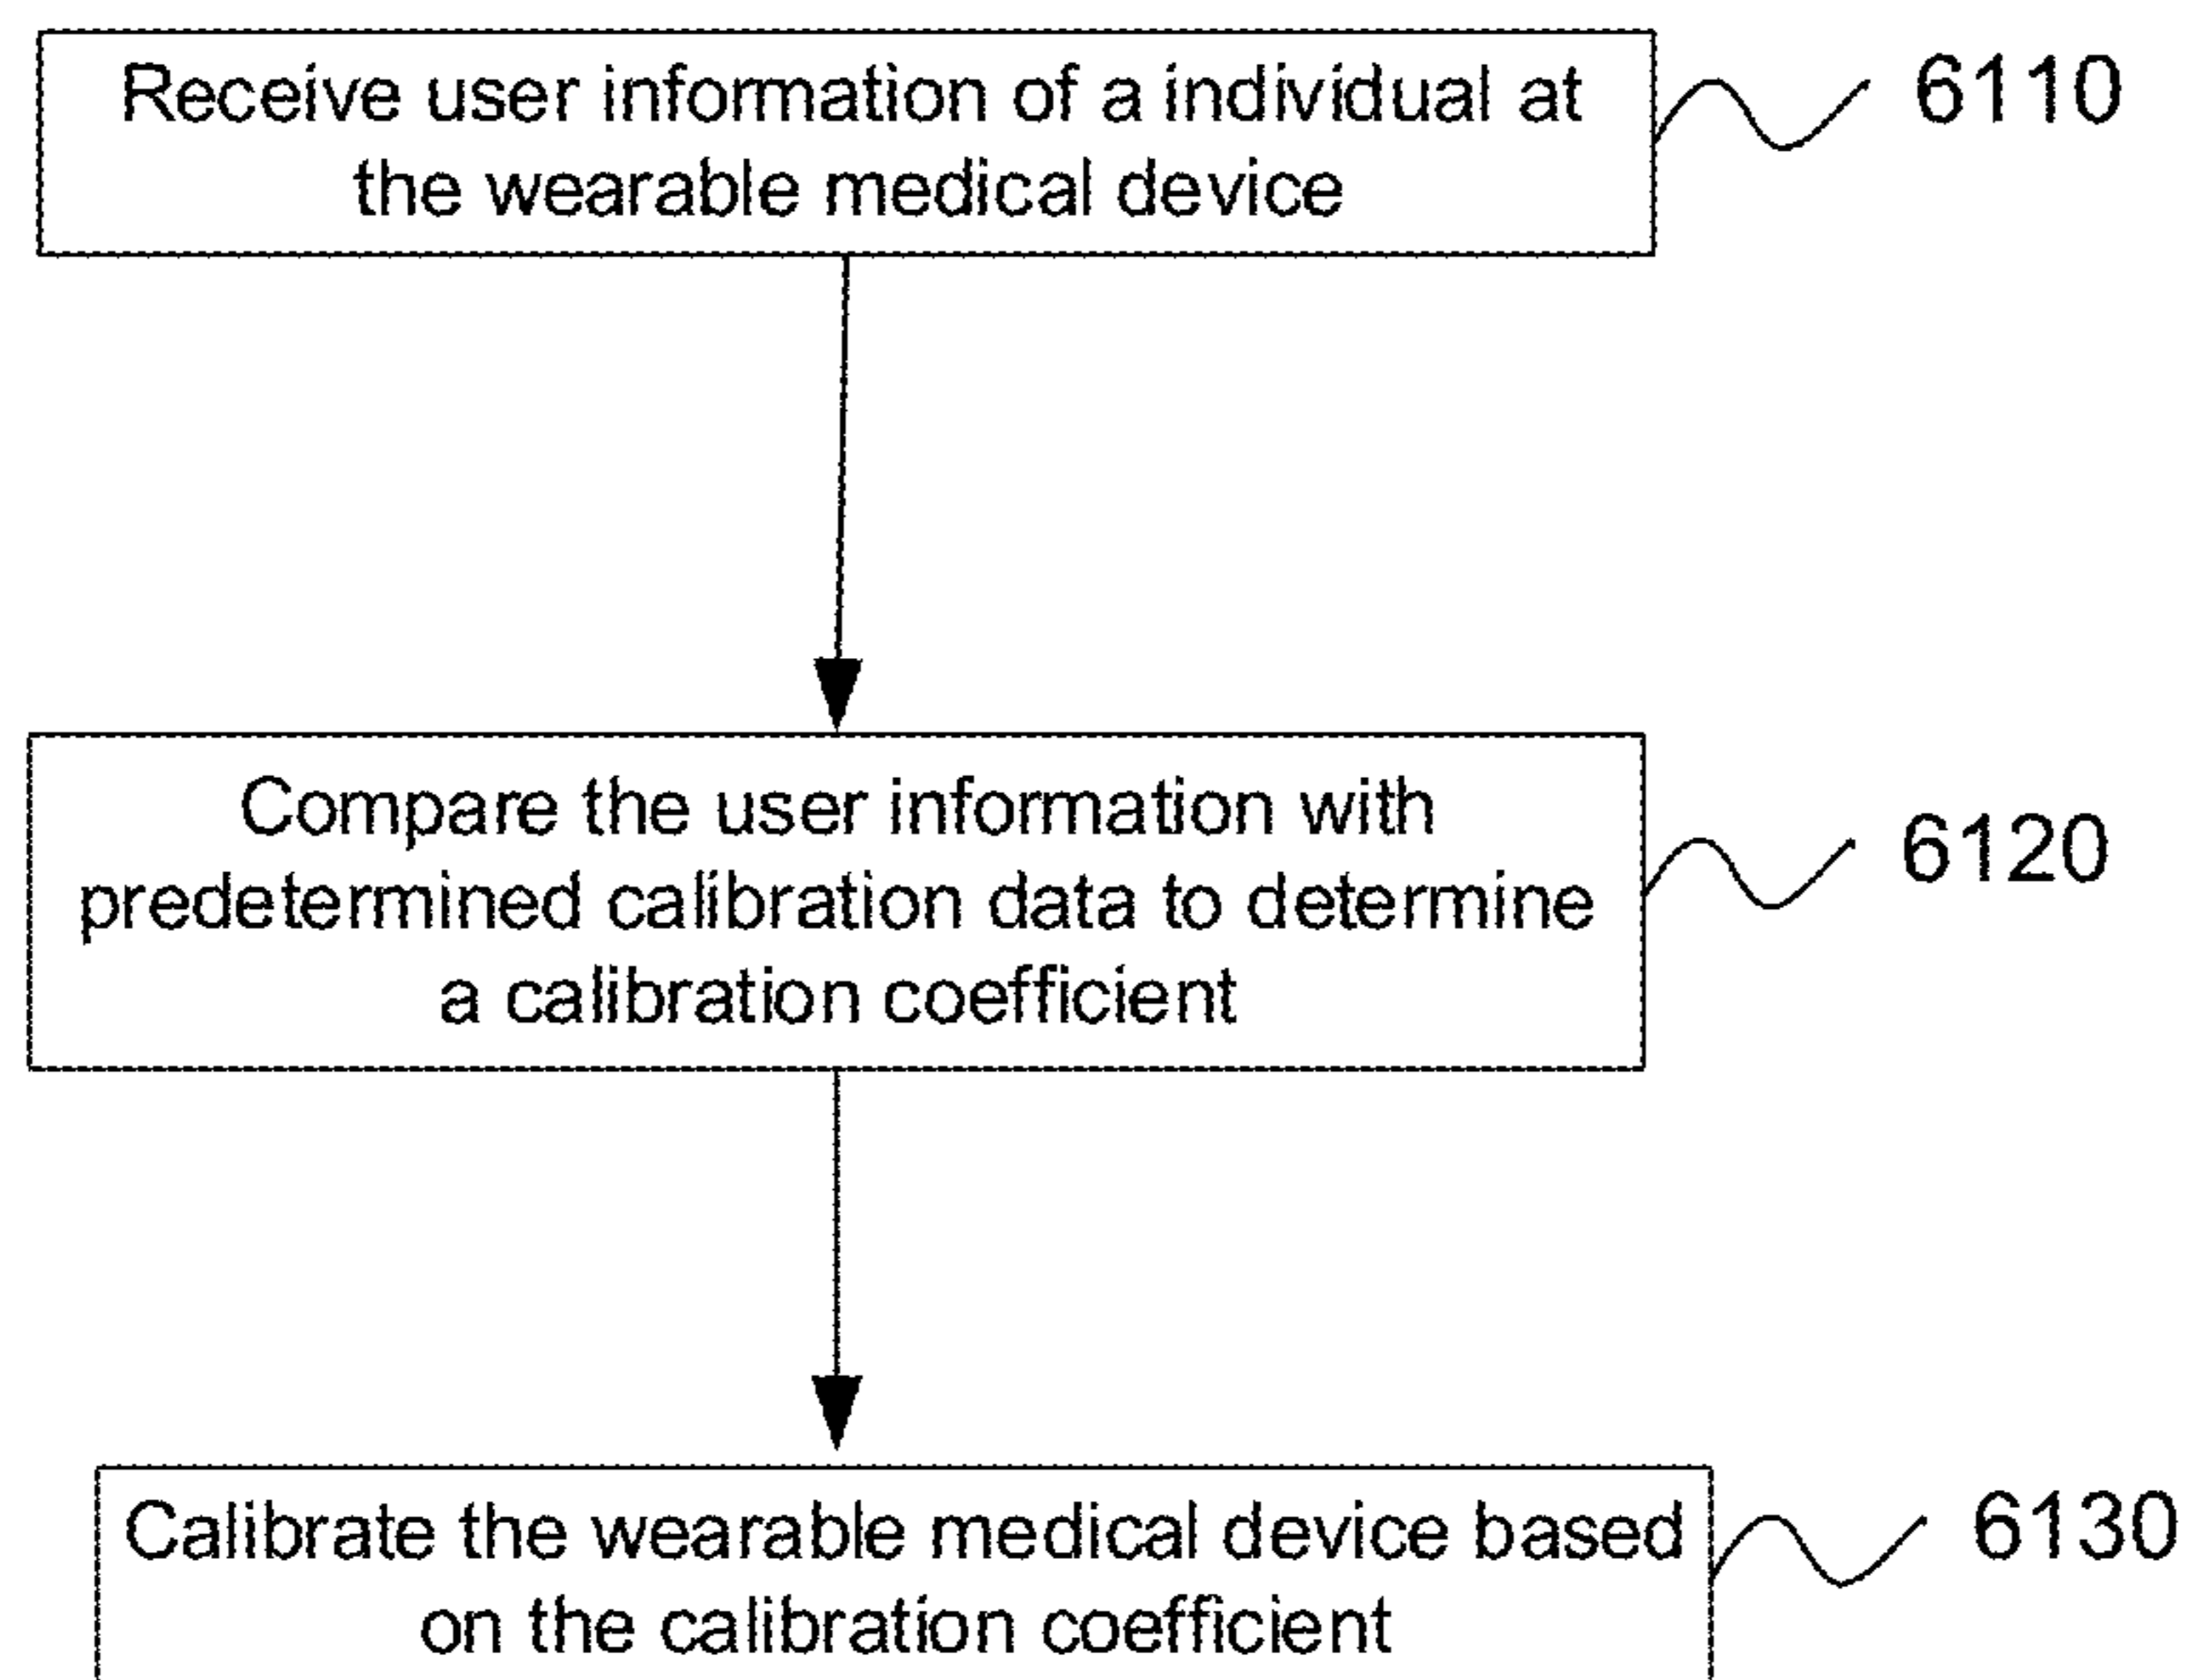 Receive user information of a individual at
the wearable medical device
6110
Compare the user information with
predetermined calibration data to determine
a calibration coefficient
6120
Calibrate the wearable medical device based
on the calibration coefficient
6130